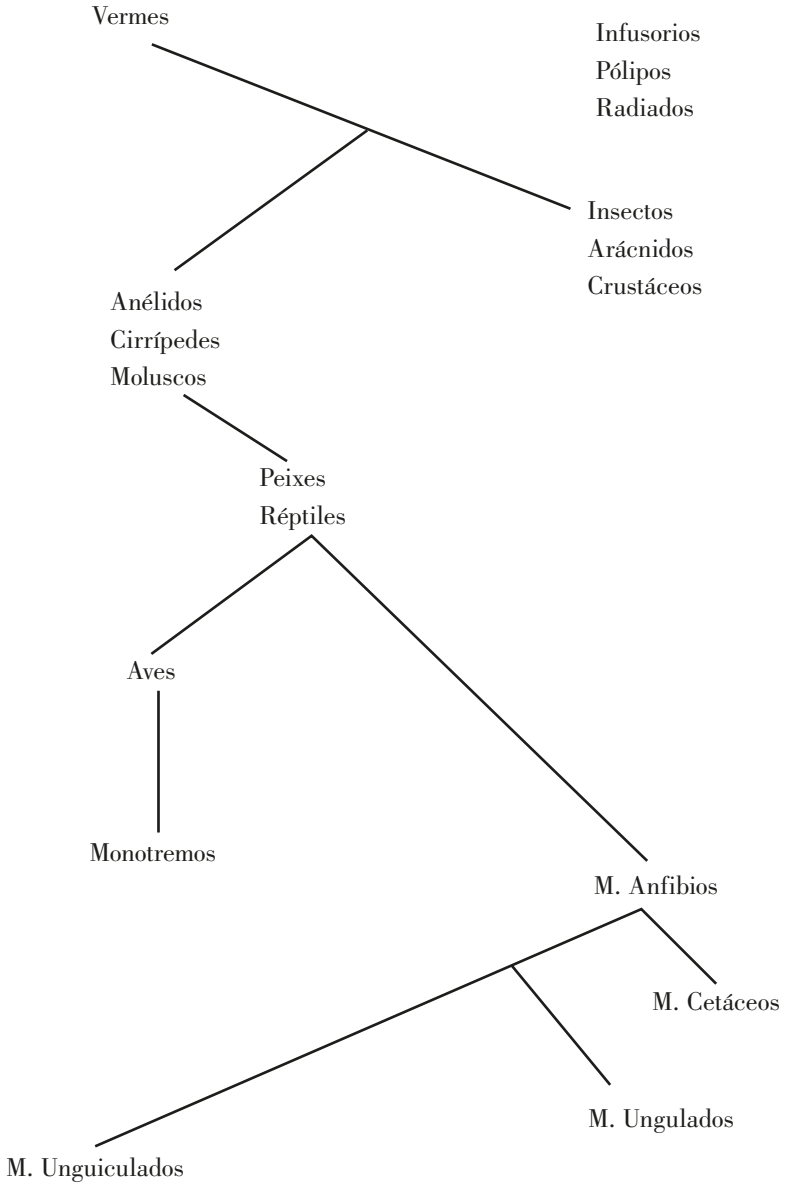 Vermes
Infusorios
Pólipos
Radiados
Insectos
Arácnidos
Crustáceos
Anélidos
Cirrípedes
Moluscos
Peixes
Réptiles
Aves
Monotremos
M. Anfibios
M. Cetáceos
M. Ungulados
M. Unguiculados